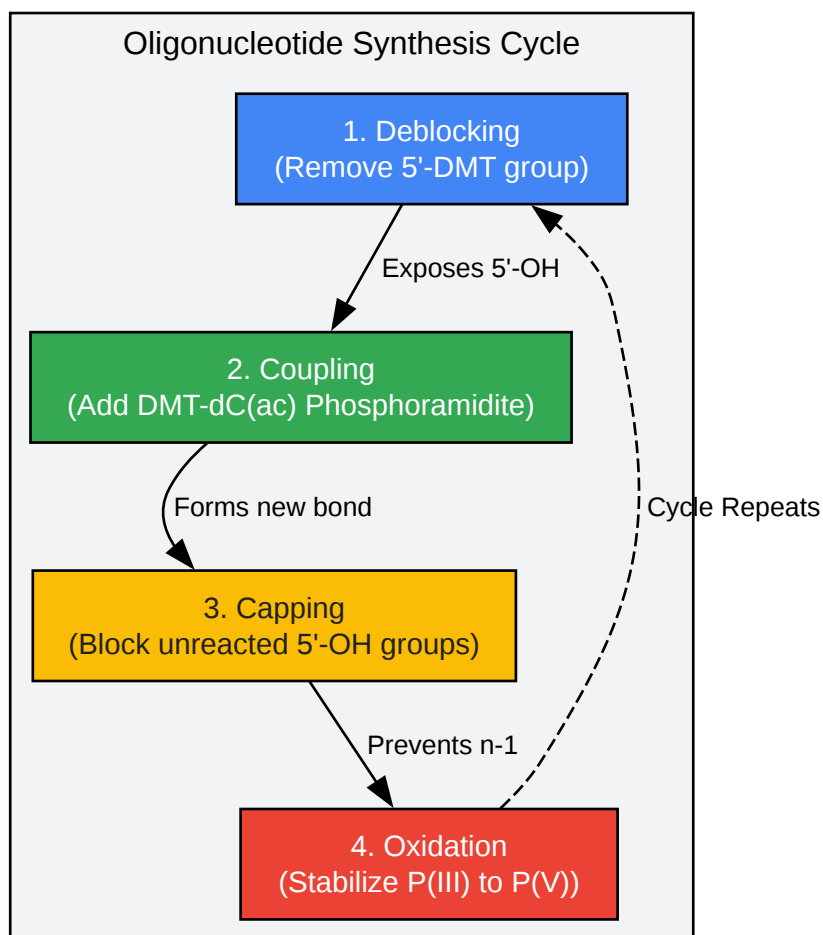 Oligonucleotide Synthesis Cycle
1. Deblocking
(Remove 5'-DMT group)
Exposes 5'-OH
2. Coupling
(Add DMT-dC(ac) Phosphoramidite)
Forms new bond
Cycle Repeats
3. Capping
(Block unreacted 5'-OH groups)
Prevents n-1
4. Oxidation
(Stabilize P(III) to P(V))